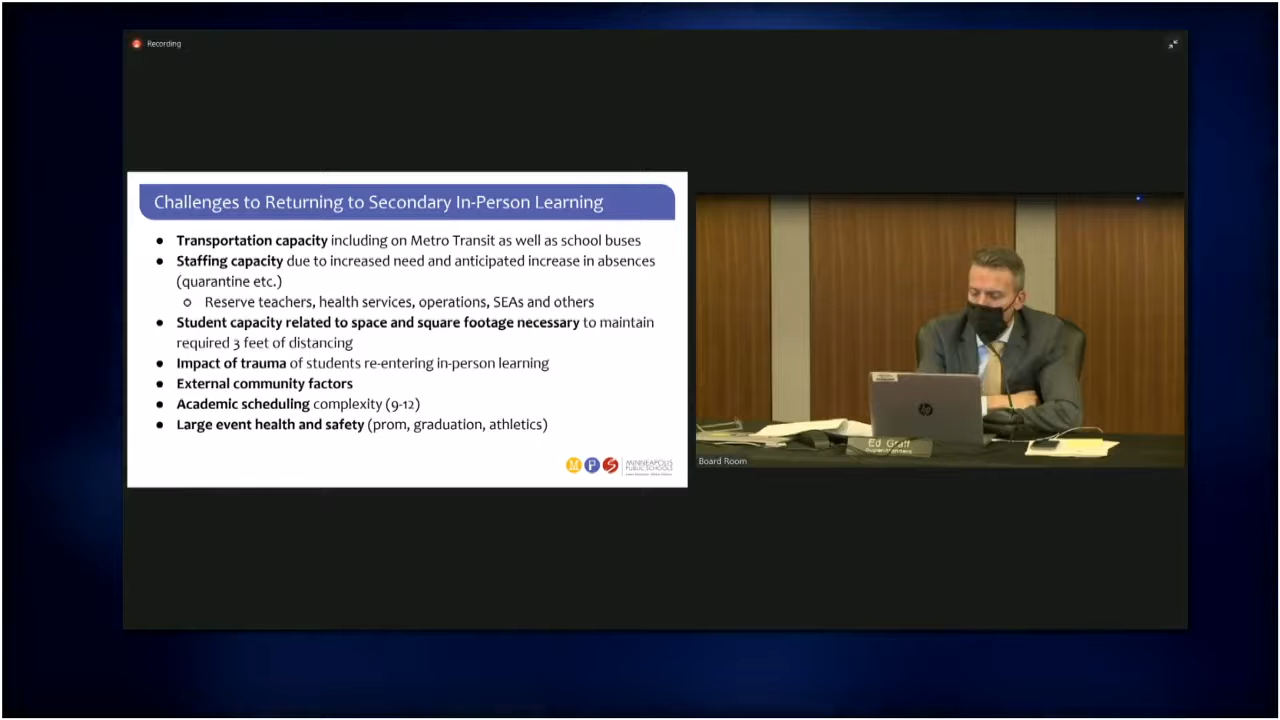 Recording
Challenges to Returning to Secondary In-Person Learning
● Transportation capacity including on Metro Transit as well as school buses
● Staffing capacity due to increased need and anticipated increase in absences
(quarantine etc.)
○ Reserve teachers, health services, operations, SEAs and others
● Student capacity related to space and square footage necessary to maintain
required 3 feet of distancing
● Impact of trauma of students re-entering in-person learning
● External community factors
● Academic scheduling complexity (9-12)
● Large event health and safety (prom, graduation, athletics)
M P S
MINNEAPOLIS
PUBLIC SCHOOLS
hp
Ed Graff
Board Room